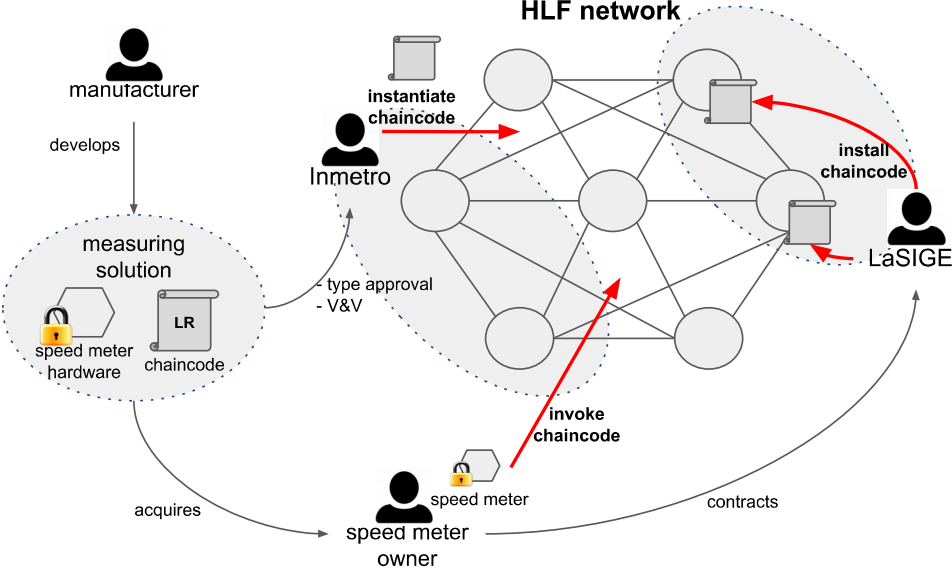 HLF network
manufacturer
instantiate
chaincode
develops
Inmetro
install
chaincode
measuring
solution
LaSIGE
- type approval
- V&V
LR
speed meter
hardware
chaincode
invoke
chaincode
speed meter
acquires
contracts
speed meter
owner